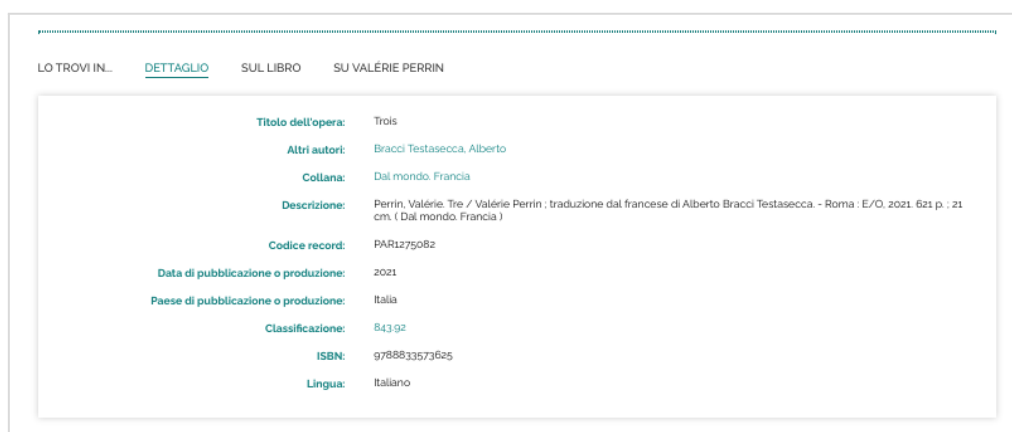 LO TROVI IN... DETTAGLIO SUL LIBRO SU VALÉRIE PERRIN
Titolo dell'opera: Trois
Altri autori: Bracci Testasecca, Alberto
Collana: Dal mondo. Francia
Descrizione: Perrin, Valérie. Tre / Valérie Perrin ; traduzione dal francese di Alberto Bracci Testasecca. - Roma : E/O, 2021. 621 p. ; 21
cm. ( Dal mondo. Francia )
Codice record: PAR1275082
Data di pubblicazione o produzione: 2021
Paese di pubblicazione o produzione: Italia
Classificazione: 843.92
ISBN: 9788833573625
Lingua: Italiano